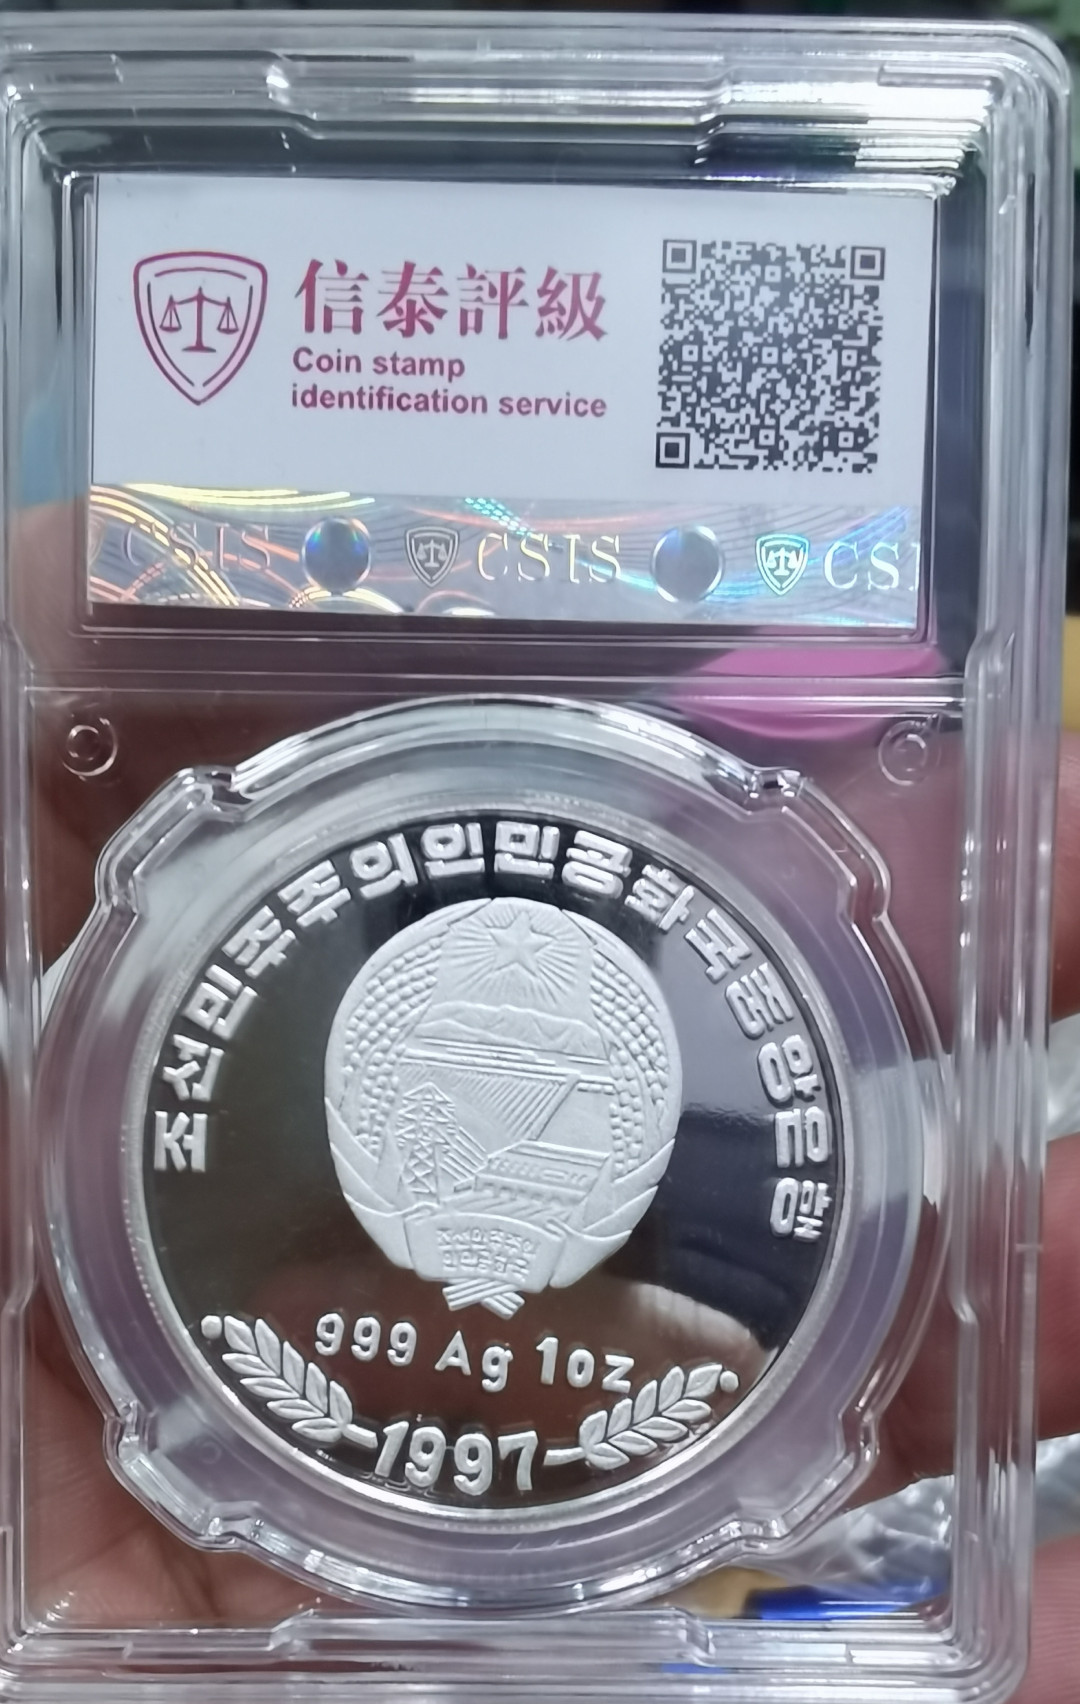 信泰評級
Coin stamp
identification service
CSIS CSIS CS
조선민주주의인민공화국중앙은행
999 Ag 1oz
1997